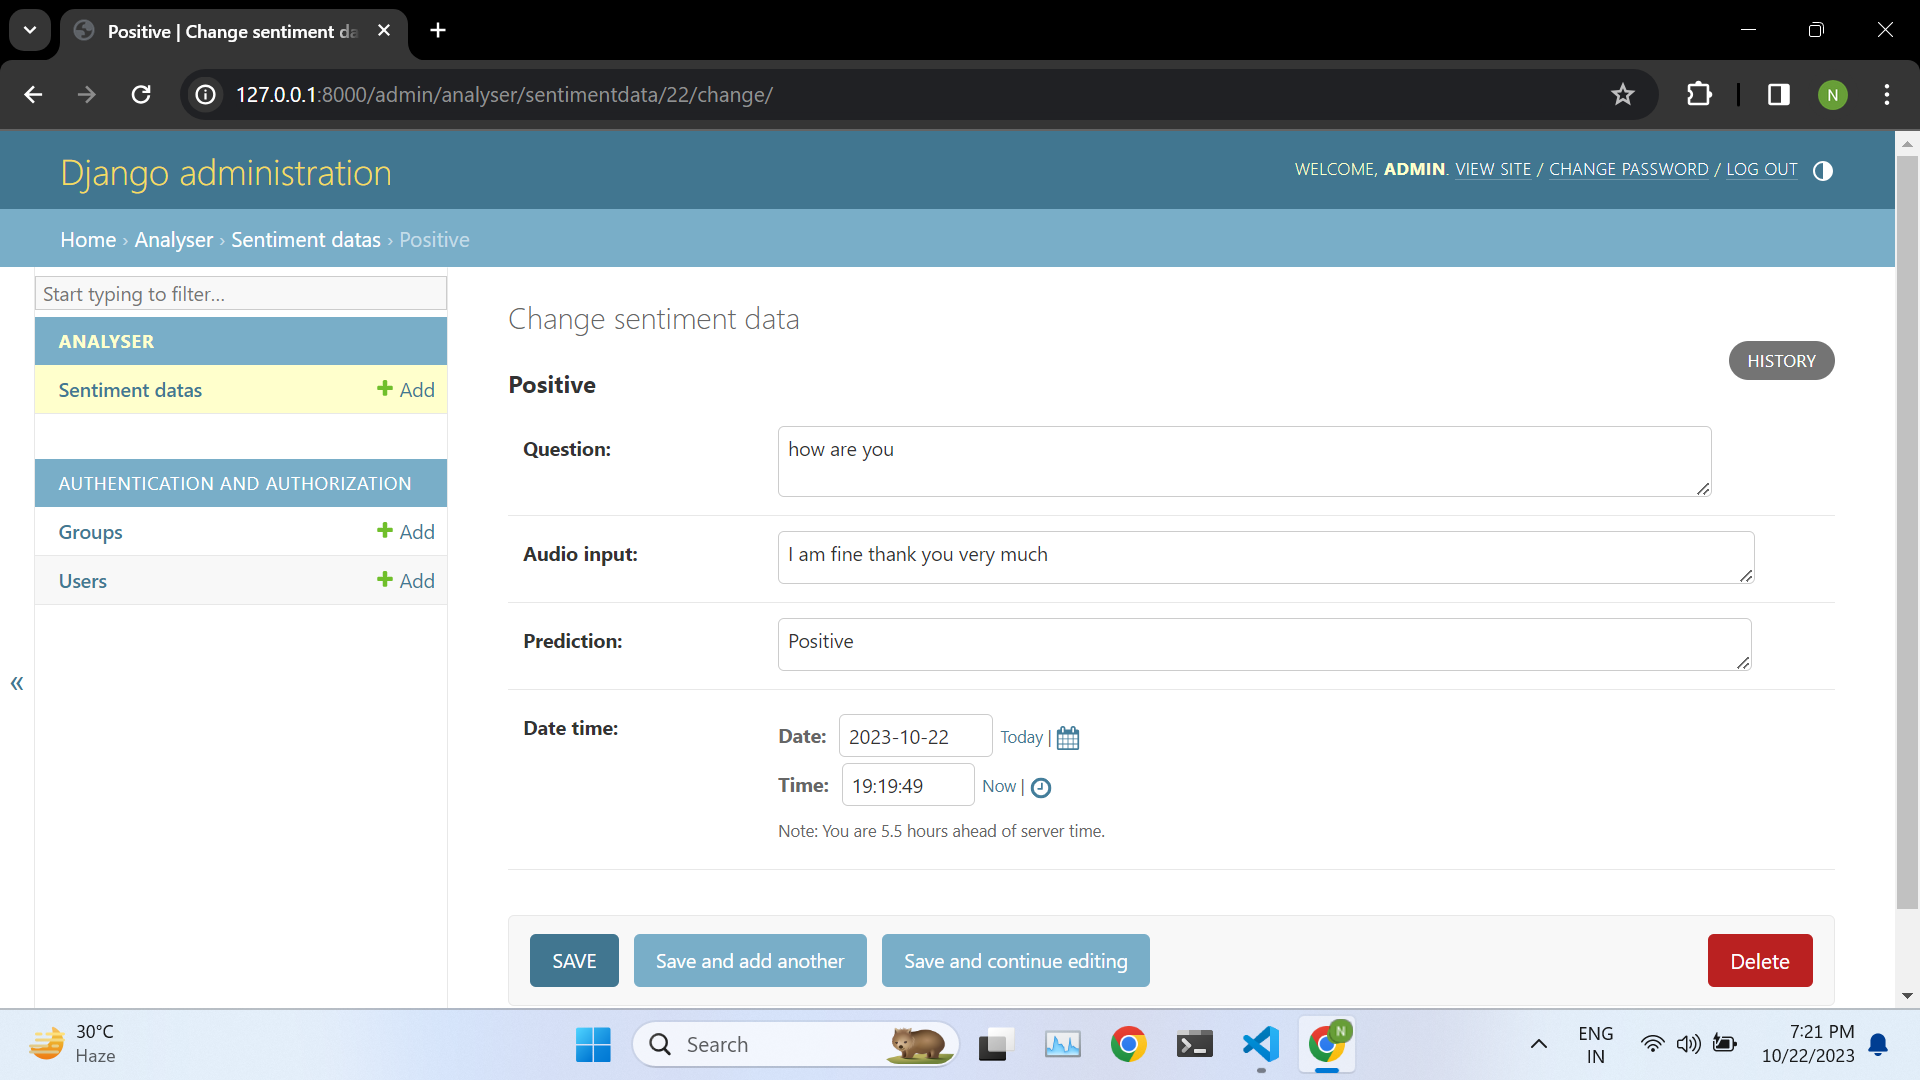 Positive | Change sentiment da
127.0.0.1:8000/admin/analyser/sentimentdata/22/change/
N
Django administration
WELCOME, ADMIN. VIEW SITE / CHANGE PASSWORD / LOG OUT
Home › Analyser › Sentiment datas › Positive
Start typing to filter...
ANALYSER
Sentiment datas
Add
AUTHENTICATION AND AUTHORIZATION
Groups
Add
Users
Add
«
Change sentiment data
HISTORY
Positive
Question:
how are you
Audio input:
I am fine thank you very much
Prediction:
Positive
Date time:
Date: 2023-10-22 Today |
Time: 19:19:49 Now |
Note: You are 5.5 hours ahead of server time.
SAVE
Save and add another
Save and continue editing
Delete
30°C
Haze
Search
N
ENG
IN
7:21 PM
10/22/2023